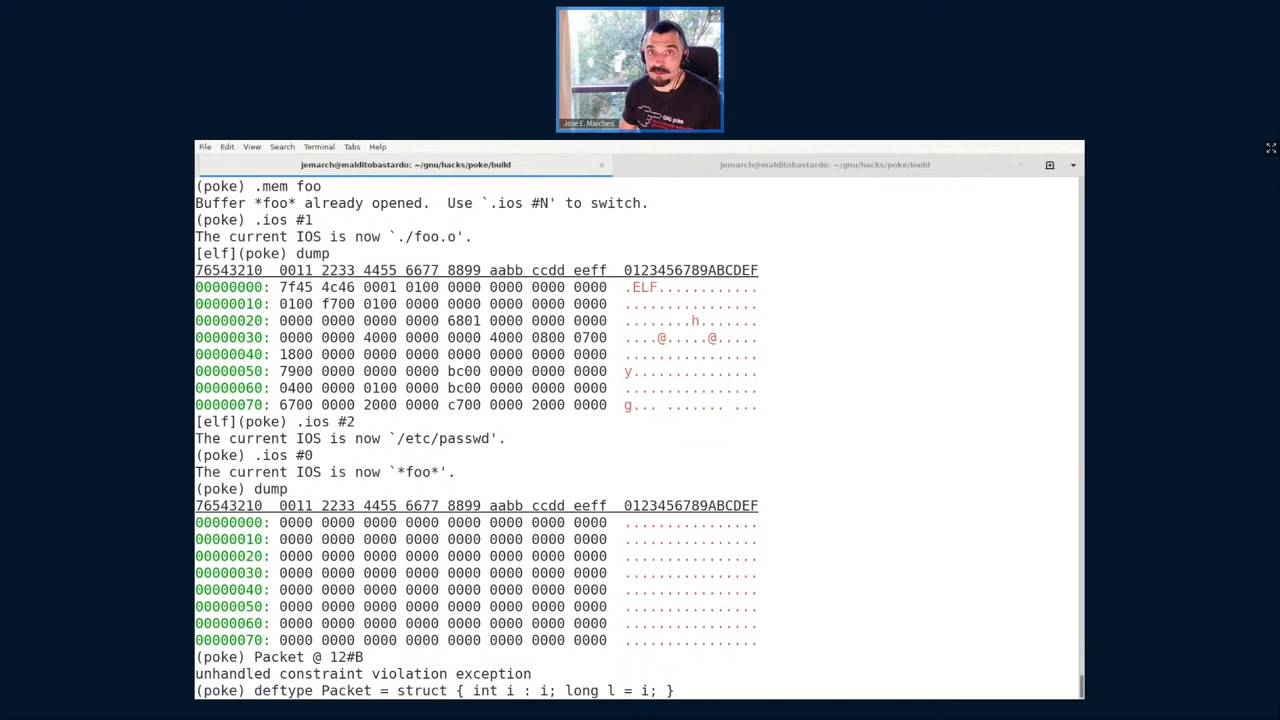 GNU poke
Jose E. Marchesi
File Edit View Search Terminal Tabs Help
jemarch@malditobastardo: ~/gnu/hacks/poke/build
jemarch@malditobastardo: ~/gnu/hacks/poke/build
(poke) .mem foo
Buffer *foo* already opened.  Use `.ios #N' to switch.
(poke) .ios #1
The current IOS is now `./foo.o'.
[elf](poke) dump
76543210  0011 2233 4455 6677 8899 aabb ccdd eeff  0123456789ABCDEF
00000000: 7f45 4c46 0001 0100 0000 0000 0000 0000  .ELF............
00000010: 0100 f700 0100 0000 0000 0000 0000 0000  ................
00000020: 0000 0000 0000 0000 6801 0000 0000 0000  ........h.......
00000030: 0000 0000 4000 0000 0000 4000 0800 0700  ....@.....@.....
00000040: 1800 0000 0000 0000 0000 0000 0000 0000  ................
00000050: 7900 0000 0000 0000 bc00 0000 0000 0000  y...............
00000060: 0400 0000 0100 0000 bc00 0000 0000 0000  ................
00000070: 6700 0000 2000 0000 c700 0000 2000 0000  g... ....... ...
[elf](poke) .ios #2
The current IOS is now `/etc/passwd'.
(poke) .ios #0
The current IOS is now `*foo*'.
(poke) dump
76543210  0011 2233 4455 6677 8899 aabb ccdd eeff  0123456789ABCDEF
00000000: 0000 0000 0000 0000 0000 0000 0000 0000  ................
00000010: 0000 0000 0000 0000 0000 0000 0000 0000  ................
00000020: 0000 0000 0000 0000 0000 0000 0000 0000  ................
00000030: 0000 0000 0000 0000 0000 0000 0000 0000  ................
00000040: 0000 0000 0000 0000 0000 0000 0000 0000  ................
00000050: 0000 0000 0000 0000 0000 0000 0000 0000  ................
00000060: 0000 0000 0000 0000 0000 0000 0000 0000  ................
00000070: 0000 0000 0000 0000 0000 0000 0000 0000  ................
(poke) Packet @ 12#B
unhandled constraint violation exception
(poke) deftype Packet = struct { int i : i; long l = i; }